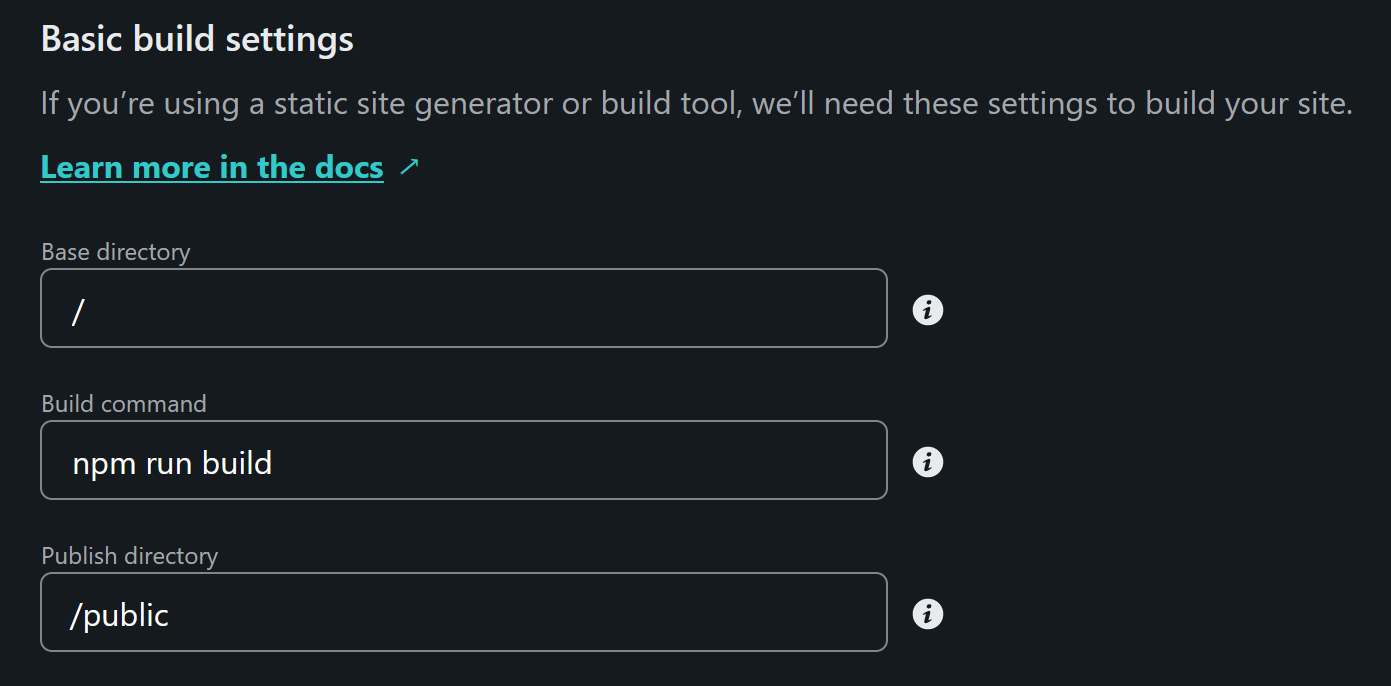 Basic build settings
If you’re using a static site generator or build tool, we’ll need these settings to build your site.
Learn more in the docs ↗
Base directory
/
Build command
npm run build
Publish directory
/public